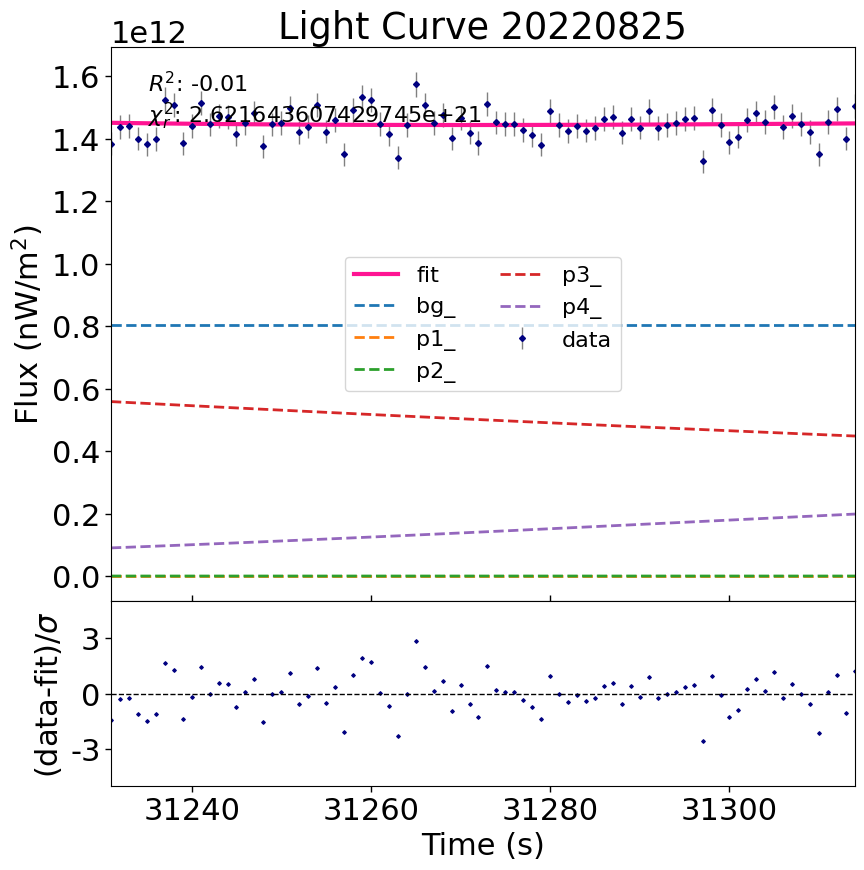 Light Curve 20220825
1e12
R²: -0.01
χ²ᵣ: 2.621643607429745e+21
1.6
1.4
1.2
1.0
0.8
0.6
0.4
0.2
0.0
Flux (nW/m²)
fit
bg_
p1_
p2_
p3_
p4_
data
3
0
-3
(data-fit)/σ
31240
31260
31280
31300
Time (s)